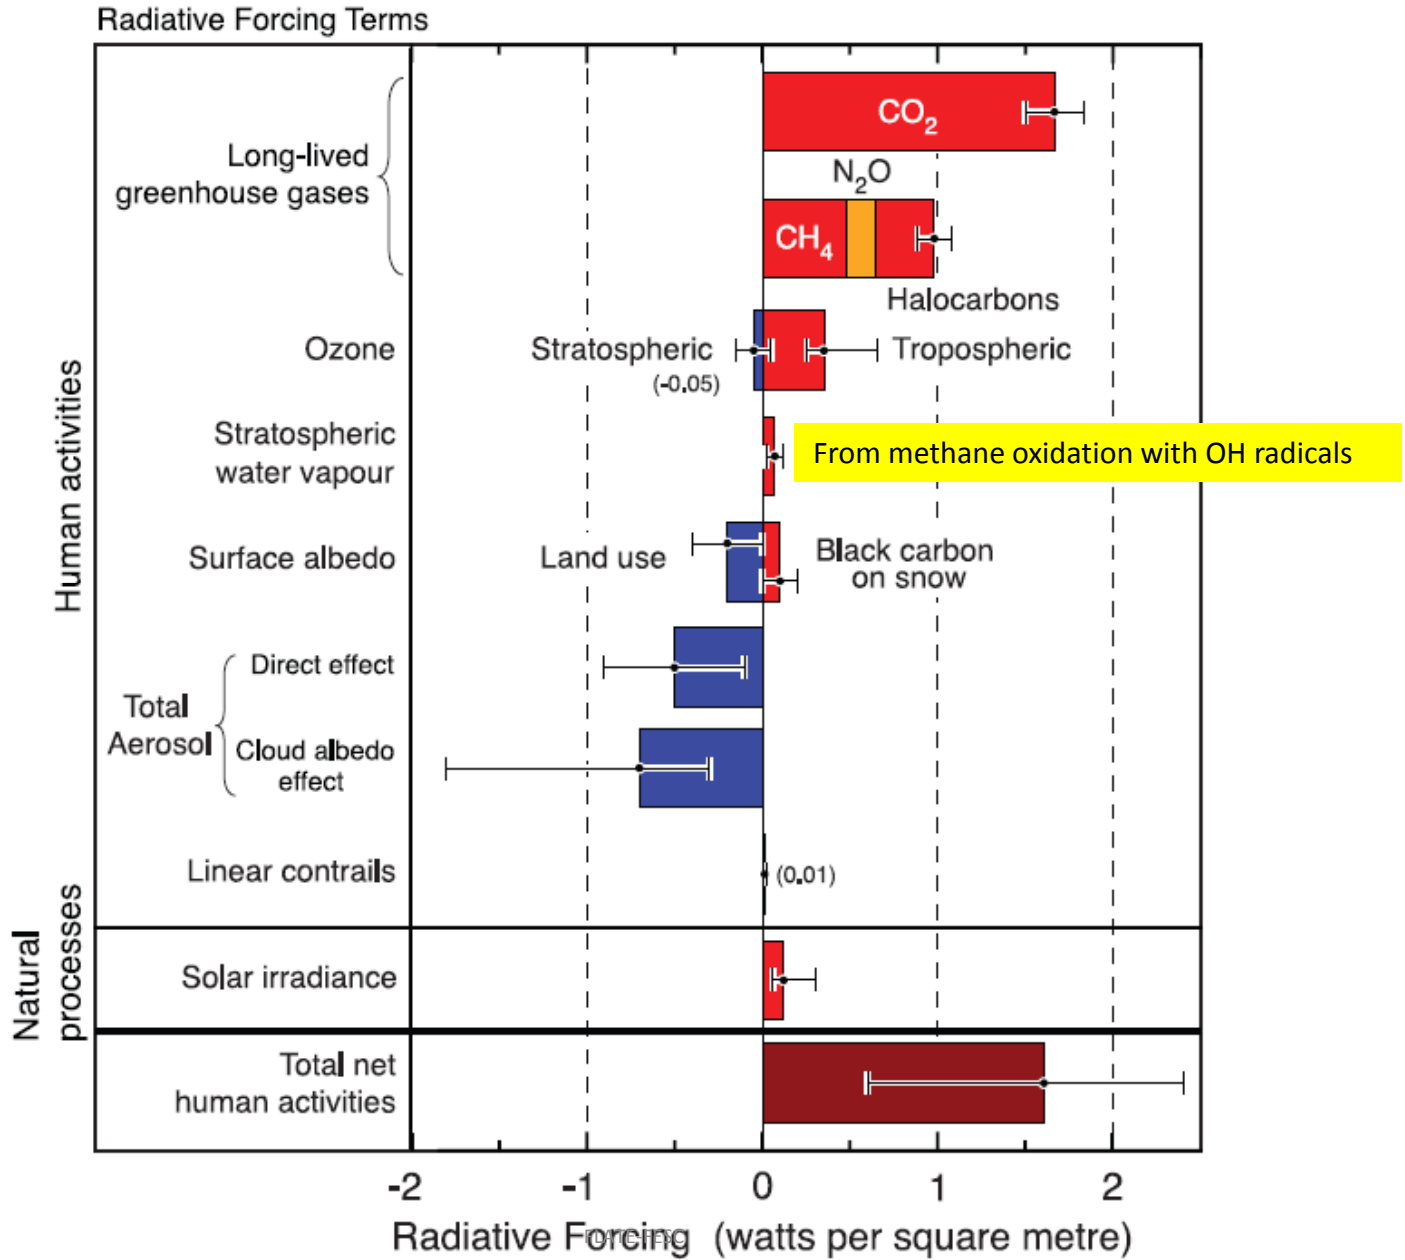 Radiative Forcing Terms
CO2
Long-lived
greenhouse gases
N2O
CH4
Halocarbons
Human activities
Ozone
Stratospheric
(-0.05)
Tropospheric
Stratospheric
water vapour
From methane oxidation with OH radicals
Surface albedo
Land use
Black carbon
on snow
Total
Aerosol
Direct effect
Cloud albedo
effect
Linear contrails
(0.01)
Natural
processes
Solar irradiance
Total net
human activities
-2 -1 0 1 2
Radiative Forcing (watts per square metre)